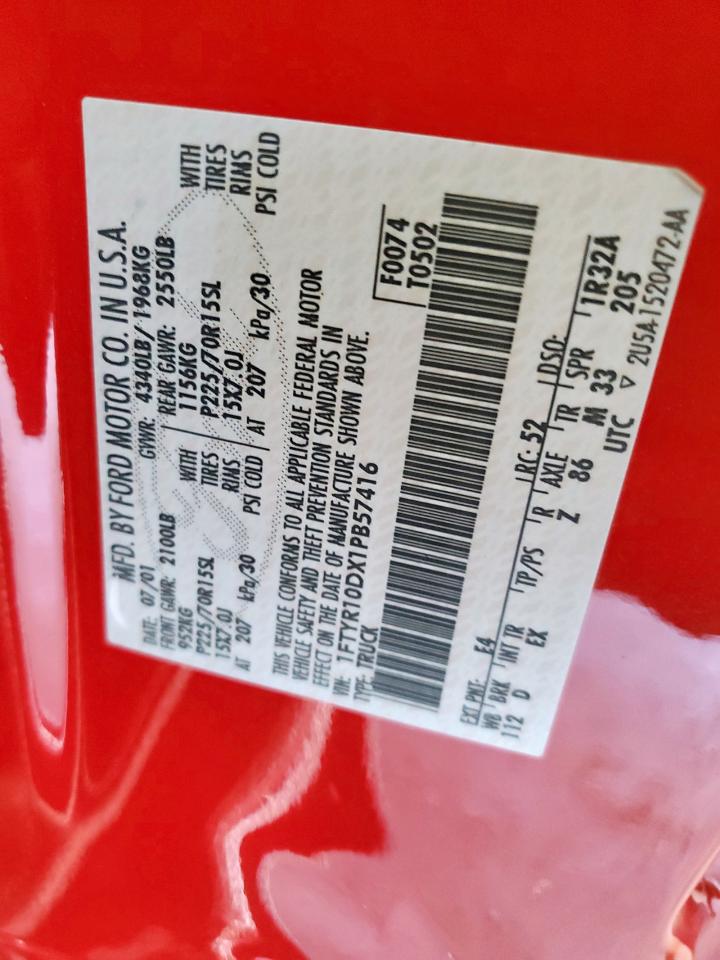 MFD. BY FORD MOTOR CO. IN U.S.A.
DATE: 07/01 GVWR: 4340LB/ 1968KG
FRONT GAWR: 2100LB REAR GAWR: 2550LB
952KG WITH 1156KG WITH
P225/70R15SL TIRES P225/70R15SL TIRES
15X7.0J RIMS 15X7.0J RIMS
AT 207 kPa/30 PSI COLD AT 207 kPa/30 PSI COLD
THIS VEHICLE CONFORMS TO ALL APPLICABLE FEDERAL MOTOR
VEHICLE SAFETY AND THEFT PREVENTION STANDARDS IN
EFFECT ON THE DATE OF MANUFACTURE SHOWN ABOVE.
VIN: 1FTYR10DX1PB57416
TYPE: TRUCK
F0074
T0502
EXT PNT: E4 RC: 52 DSO:
WB BRK INT TR TP/PS R AXLE TR SPR 1R32A
112 D EX Z 86 M 33 205
UTC ▽ 2U5A-1520472-AA